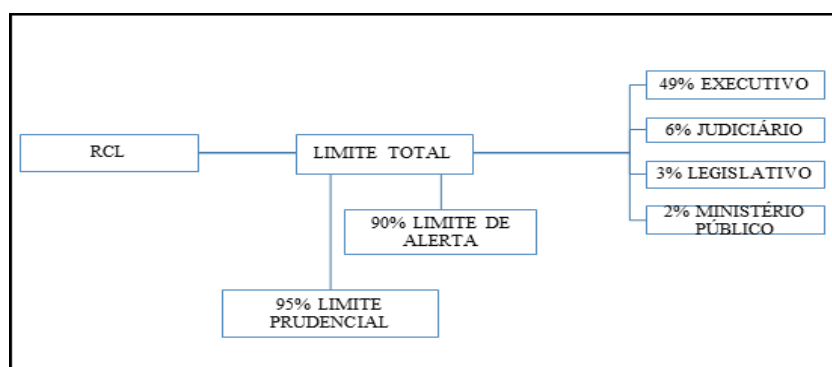 RCL
LIMITE TOTAL
49% EXECUTIVO
6% JUDICIÁRIO
3% LEGISLATIVO
2% MINISTÉRIO
PÚBLICO
90% LIMITE DE
ALERTA
95% LIMITE
PRUDENCIAL